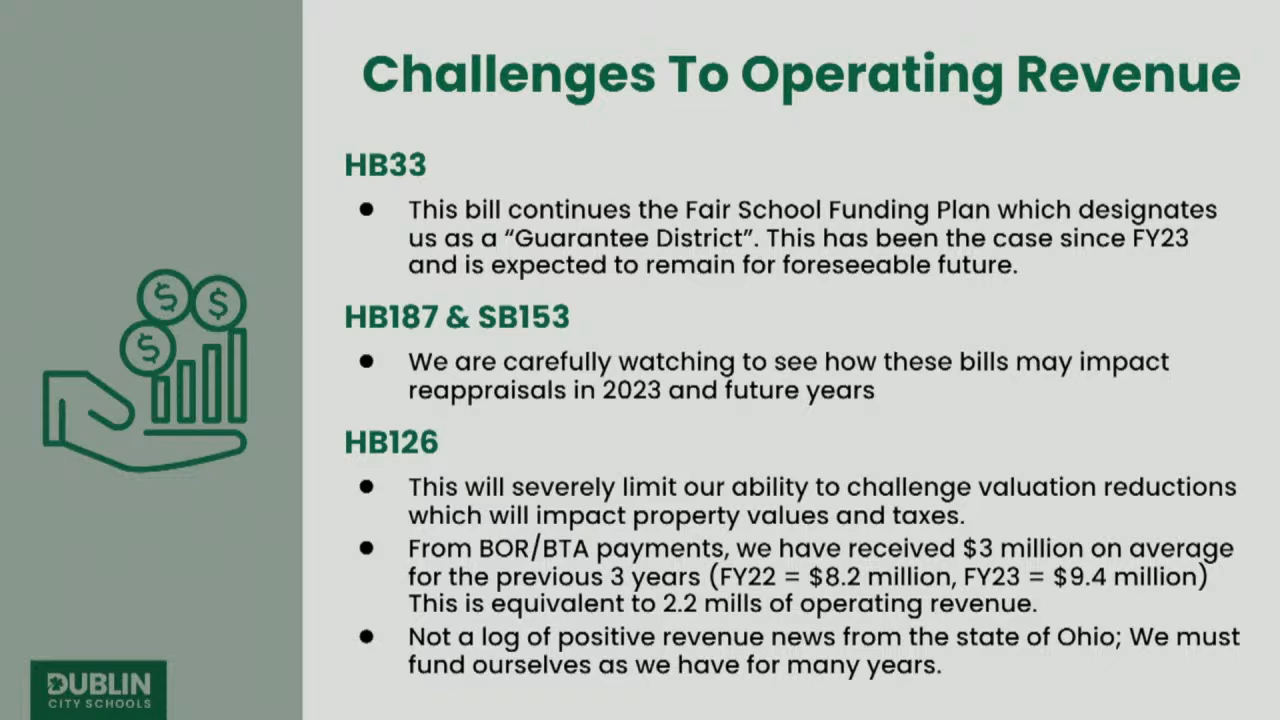 Challenges To Operating Revenue
HB33
● This bill continues the Fair School Funding Plan which designates
us as a “Guarantee District”. This has been the case since FY23
and is expected to remain for foreseeable future.
HB187 & SB153
● We are carefully watching to see how these bills may impact
reappraisals in 2023 and future years
HB126
● This will severely limit our ability to challenge valuation reductions
which will impact property values and taxes.
● From BOR/BTA payments, we have received $3 million on average
for the previous 3 years (FY22 = $8.2 million, FY23 = $9.4 million)
This is equivalent to 2.2 mills of operating revenue.
● Not a log of positive revenue news from the state of Ohio; We must
fund ourselves as we have for many years.
$
$
$
DUBLIN
CITY SCHOOLS